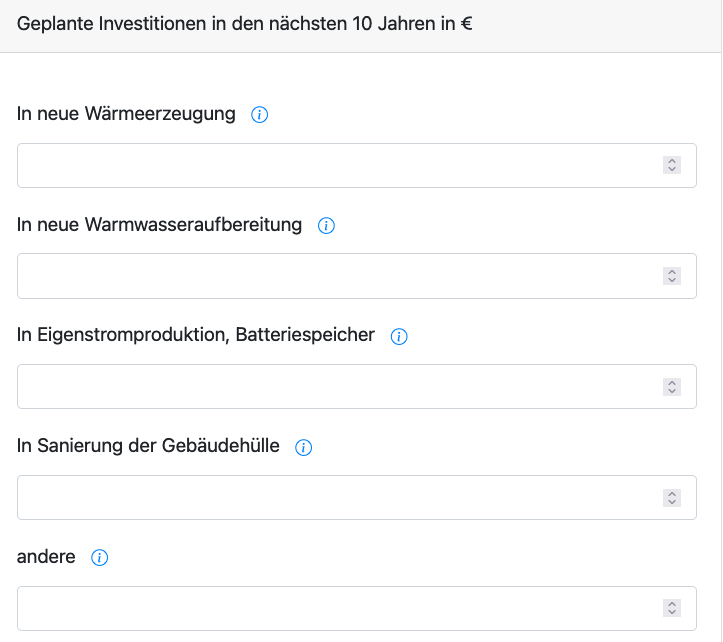 Geplante Investitionen in den nächsten 10 Jahren in €
In neue Wärmeerzeugung
In neue Warmwasseraufbereitung
In Eigenstromproduktion, Batteriespeicher
In Sanierung der Gebäudehülle
andere